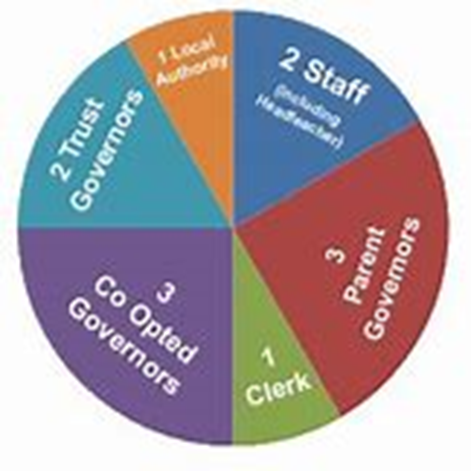 2 Staff
(Including
Headteacher)
3
Parent
Governors
1
Clerk
3
Co Opted
Governors
2 Trust
Governors
1 Local
Authority